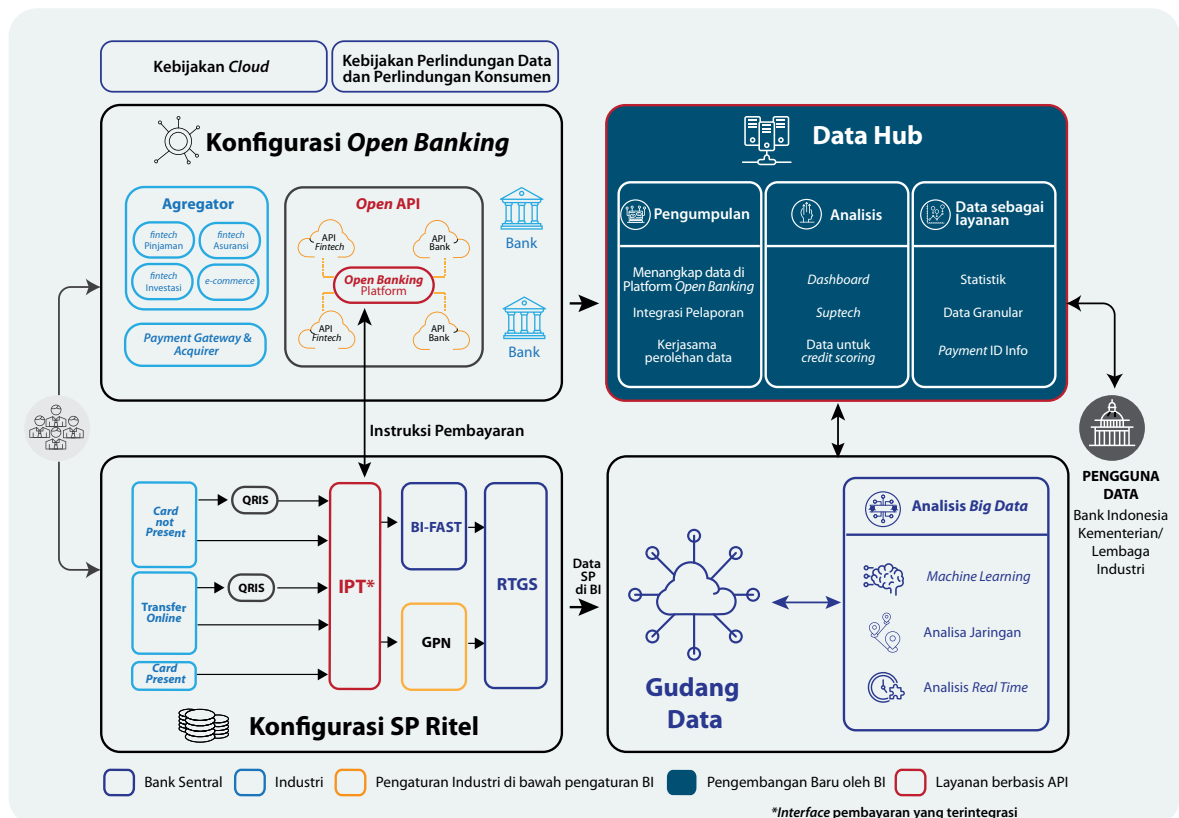 Kebijakan Cloud
Kebijakan Perlindungan Data
dan Perlindungan Konsumen
Konfigurasi Open Banking
Agregator
fintech
Pinjaman
fintech
Asuransi
fintech
Investasi
e-commerce
Payment Gateway &
Acquirer
Open API
API
Fintech
API
Bank
Open Banking
Platform
API
Fintech
API
Bank
Bank
Bank
Data Hub
Pengumpulan
Menangkap data di
Platform Open Banking
Integrasi Pelaporan
Kerjasama
perolehan data
Analisis
Dashboard
Suptech
Data untuk
credit scoring
Data sebagai
layanan
Statistik
Data Granular
Payment ID Info
Instruksi Pembayaran
PENGGUNA
DATA
Bank Indonesia
Kementerian/
Lembaga
Industri
Card
not
Present
QRIS
Transfer
Online
QRIS
Card
Present
IPT*
BI-FAST
GPN
RTGS
Konfigurasi SP Ritel
Data
SP
di BI
Gudang
Data
Analisis Big Data
Machine Learning
Analisa Jaringan
Analisis Real Time
Bank Sentral
Industri
Pengaturan Industri di bawah pengaturan BI
Pengembangan Baru oleh BI
Layanan berbasis API
*Interface pembayaran yang terintegrasi